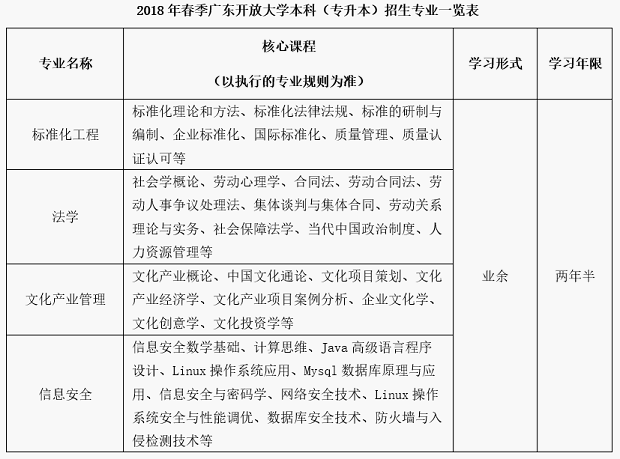 2018 年春季广东开放大学本科（专升本）招生专业一览表
专业名称
核心课程
（以执行的专业规则为准）
学习形式
学习年限
标准化工程
标准化理论和方法、标准化法律法规、标准的研制与
编制、企业标准化、国际标准化、质量管理、质量认
证认可等
法学
社会学概论、劳动心理学、合同法、劳动合同法、劳
动人事争议处理法、集体谈判与集体合同、劳动关系
理论与实务、社会保障法学、当代中国政治制度、人
力资源管理等
文化产业管理
文化产业概论、中国文化通论、文化项目策划、文化
产业经济学、文化产业项目案例分析、企业文化学、
文化创意学、文化投资学等
信息安全
信息安全数学基础、计算思维、Java 高级语言程序
设计、Linux 操作系统应用、Mysql 数据库原理与应
用、信息安全与密码学、网络安全技术、Linux 操作
系统安全与性能调优、数据库安全技术、防火墙与入
侵检测技术等
业余
两年半